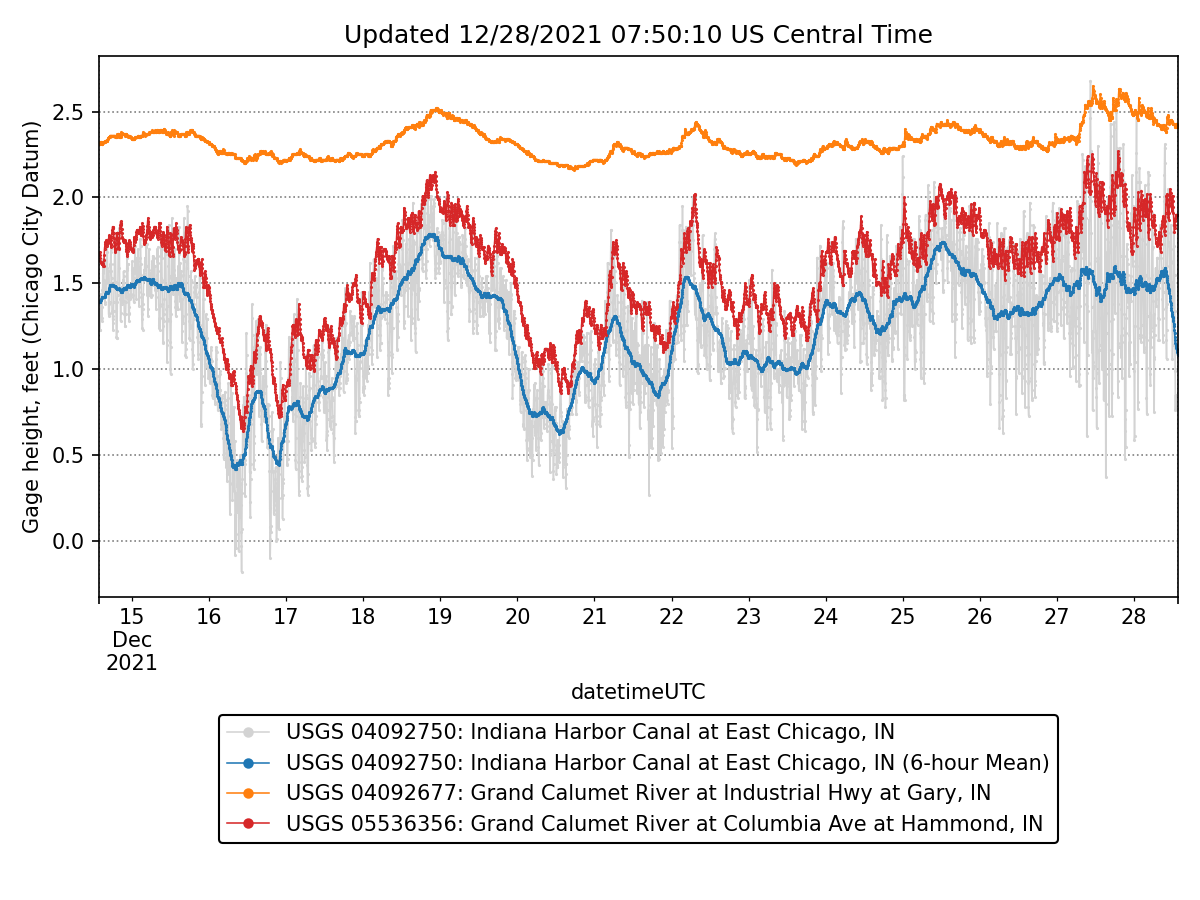 Updated 12/28/2021 07:50:10 US Central Time
Gage height, feet (Chicago City Datum)
2.5
2.0
1.5
1.0
0.5
0.0
15 16 17 18 19 20 21 22 23 24 25 26 27 28
Dec
2021
datetimeUTC
USGS 04092750: Indiana Harbor Canal at East Chicago, IN
USGS 04092750: Indiana Harbor Canal at East Chicago, IN (6-hour Mean)
USGS 04092677: Grand Calumet River at Industrial Hwy at Gary, IN
USGS 05536356: Grand Calumet River at Columbia Ave at Hammond, IN